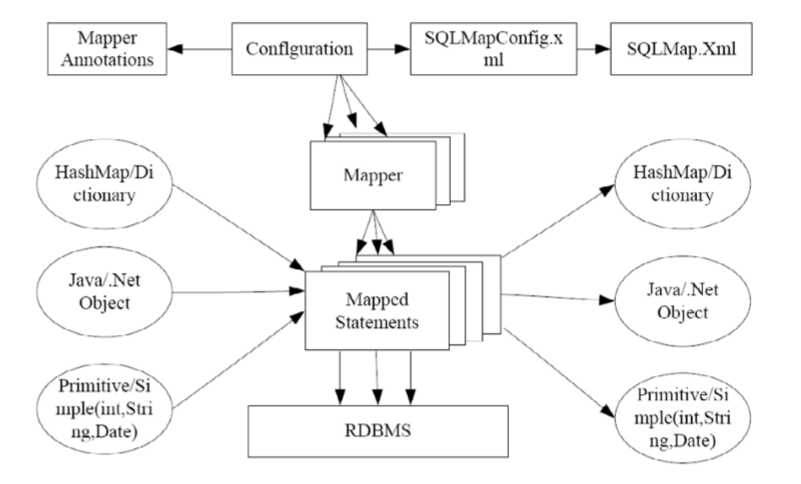 Mapper
Annotations
Conflguration
SQLMapConfig.x
ml
SQLMap.Xml
Mapper
HashMap/Di
ctionary
HashMap/Di
ctionary
Java/.Net
Object
Mapped
Statements
Java/.Net
Object
Primitive/Si
mple(int,Stri
ng,Date)
RDBMS
Primitive/Si
mple(int,Stri
ng,Date)